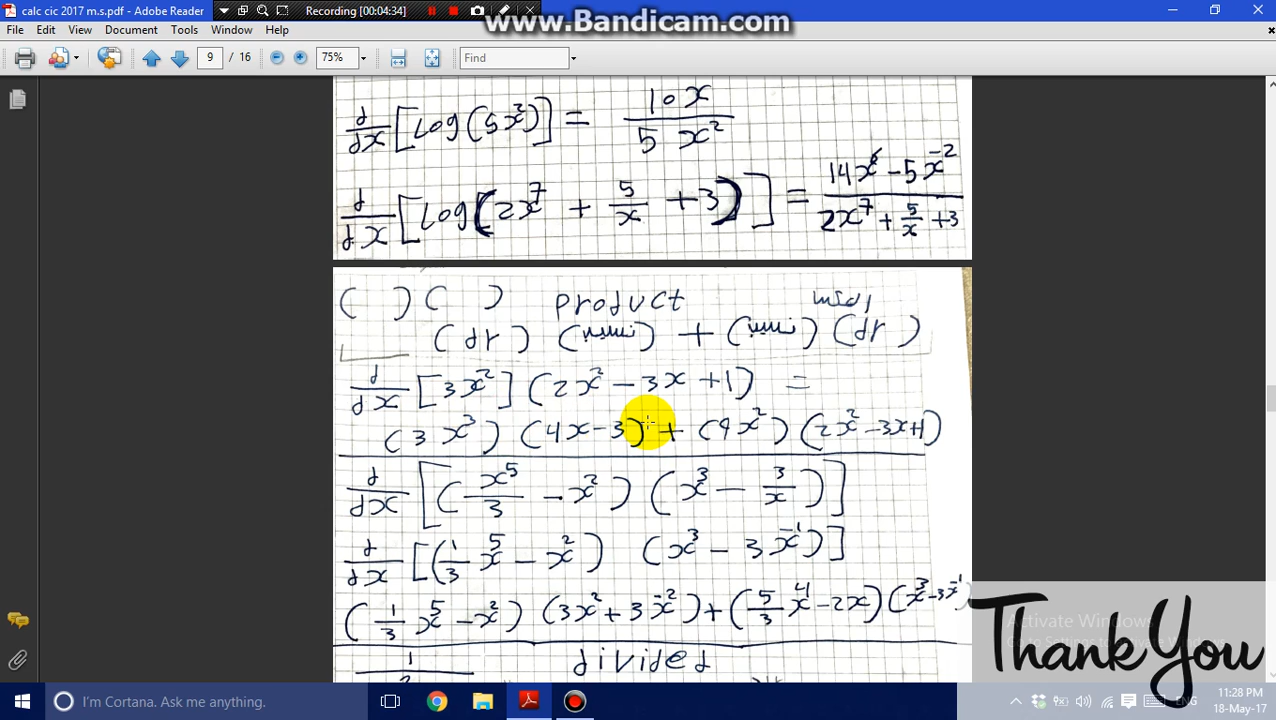 calc cic 2017 m.s.pdf - Adobe Reader
Recording [00:04:34]
www.Bandicam.com
File Edit View Document Tools Window Help
9 / 16 75% Find
d/dx [Log(5x²)] = 10x / 5x²
d/dx [Log(2x⁷ + 5/x + 3)] = 14x⁶ - 5x⁻² / 2x⁷ + 5/x + 3
( ) ( ) product
(dr) ( ) + ( ) (dr)
d/dx [3x²] (2x² - 3x + 1) =
(3x³) (4x - 3) + (9x²) (2x² - 3x + 1)
d/dx [(x⁵/3 - x²) (x³ - 3/x)]
d/dx [(1/3 x⁵ - x²) (x³ - 3x⁻¹)]
(1/3 x⁵ - x²) (3x² + 3x⁻²) + (5/3 x⁴ - 2x) (x³ - 3x⁻¹)
divided
Activate Windows
Thank You
I'm Cortana. Ask me anything.
ENG
11:28 PM
18-May-17